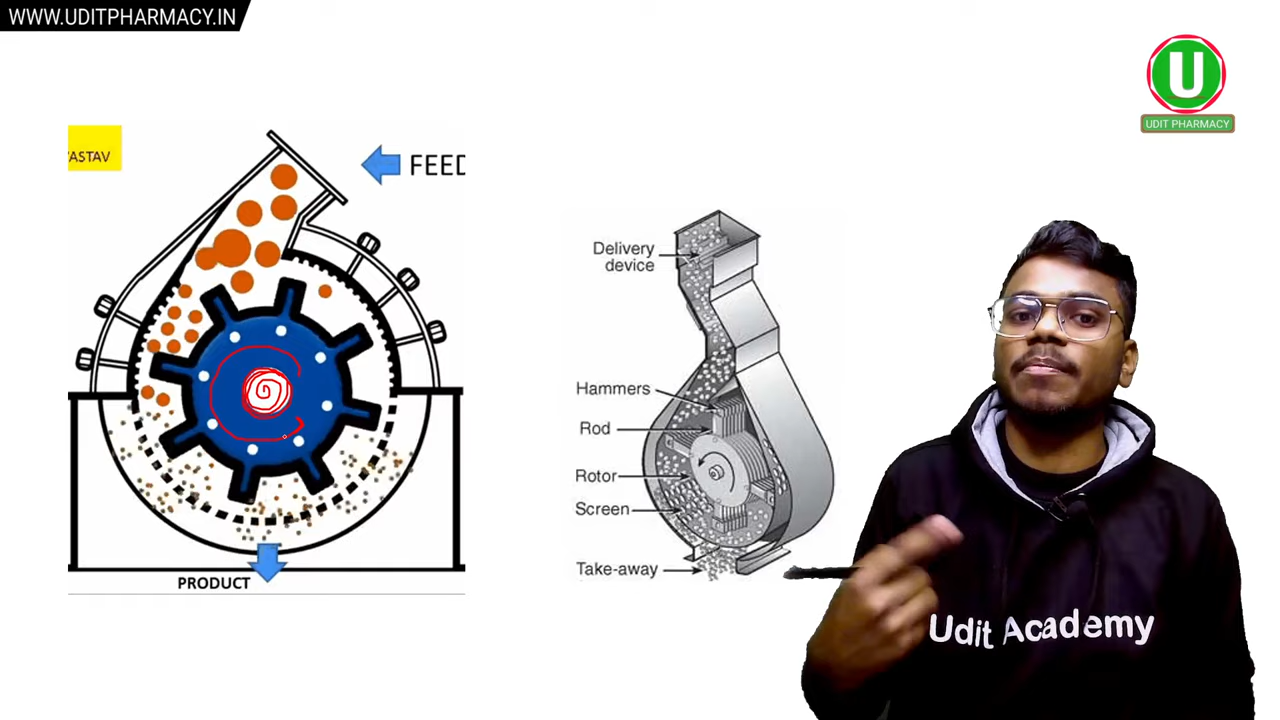 WWW.UDITPHARMACY.IN
U
UDIT PHARMACY
ASTAV
FEED
Delivery
device
Hammers
Rod
Rotor
Screen
Take-away
PRODUCT
Udit Academy